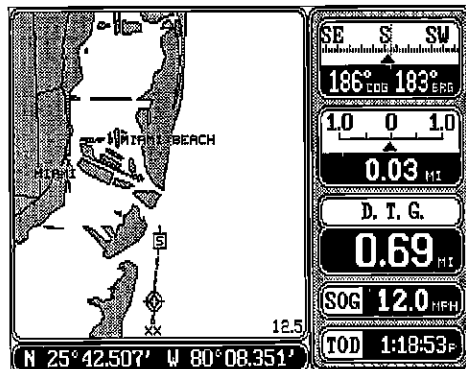 MIAMI BEACH
MIAMI
S
XX
12.5
N 25°42.507' W 80°08.351'
SE S SW
186° COG 183° BRG
1.0 0 1.0
0.03 MI
D. T. G.
0.69 MI
SOG 12.0 MPH
TOD 1:18:53P